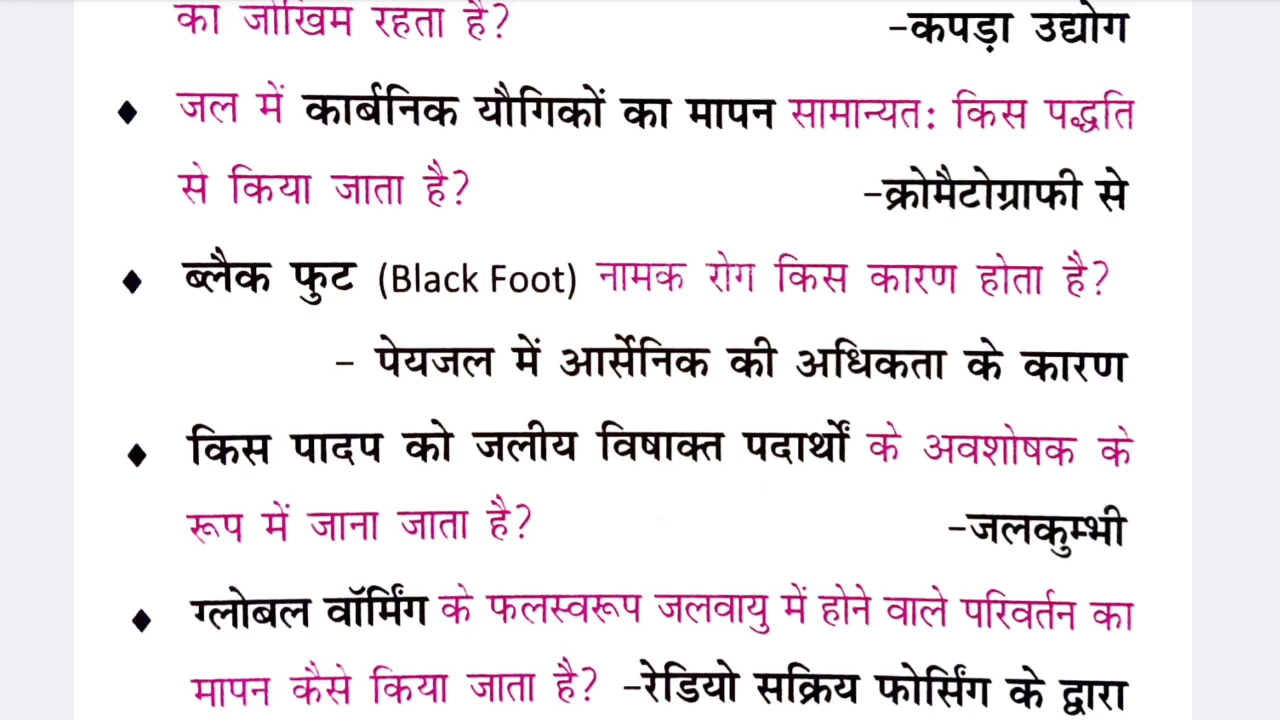 का जोखिम रहता है? -कपड़ा उद्योग
♦ जल में कार्बनिक यौगिकों का मापन सामान्यतः किस पद्धति
से किया जाता है? -क्रोमैटोग्राफी से
♦ ब्लैक फुट (Black Foot) नामक रोग किस कारण होता है?
- पेयजल में आर्सेनिक की अधिकता के कारण
♦ किस पादप को जलीय विषाक्त पदार्थों के अवशोषक के
रूप में जाना जाता है? -जलकुम्भी
♦ ग्लोबल वॉर्मिंग के फलस्वरूप जलवायु में होने वाले परिवर्तन का
मापन कैसे किया जाता है? -रेडियो सक्रिय फोर्सिंग के द्वारा